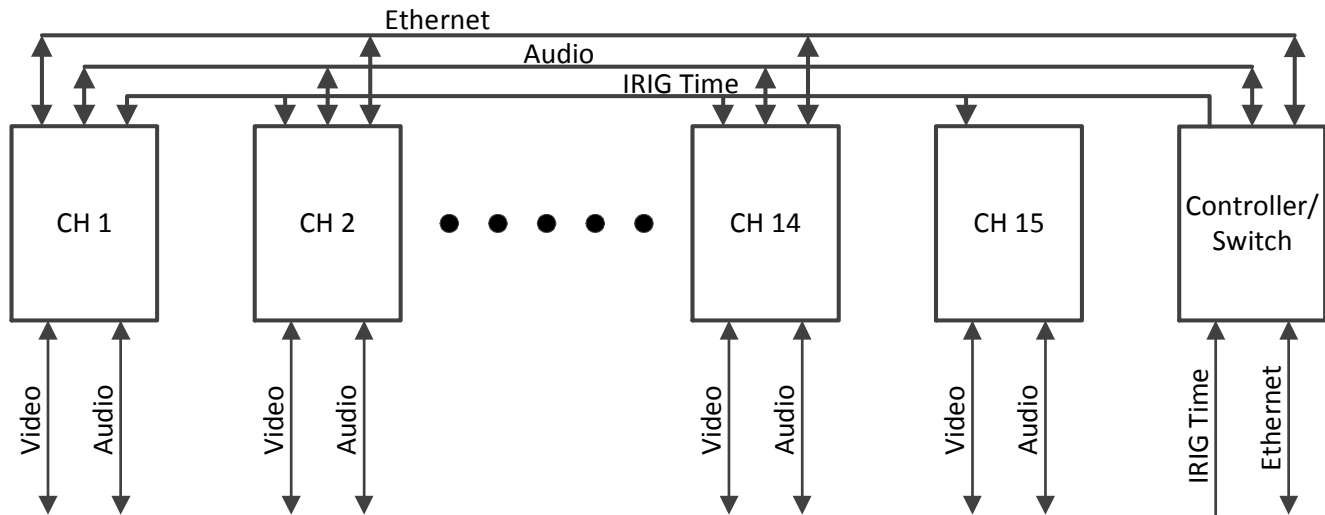 Ethernet
Audio
IRIG Time
CH 1
CH 2
CH 14
CH 15
Controller/
Switch
Video
Audio
Video
Audio
Video
Audio
Video
Audio
IRIG Time
Ethernet